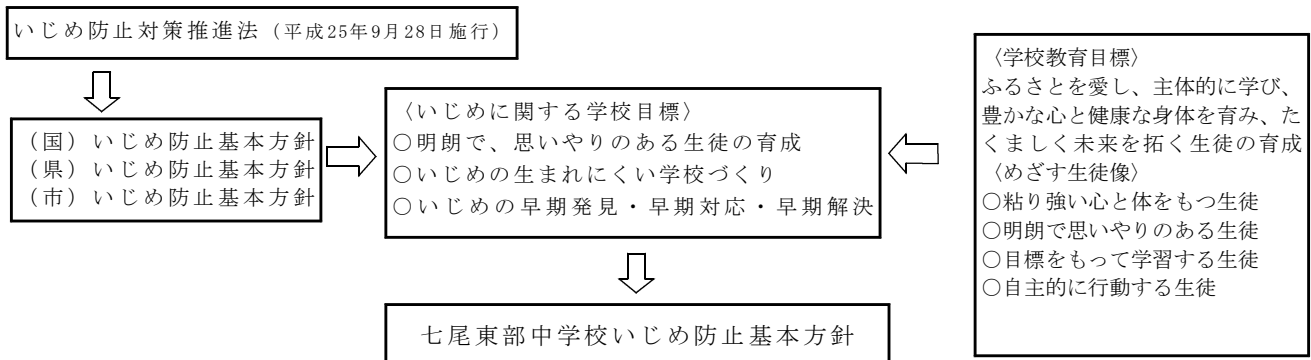 いじめ防止対策推進法（平成25年9月28日施行）
（国）いじめ防止基本方針
（県）いじめ防止基本方針
（市）いじめ防止基本方針
〈いじめに関する学校目標〉
○明朗で、思いやりのある生徒の育成
○いじめの生まれにくい学校づくり
○いじめの早期発見・早期対応・早期解決
〈学校教育目標〉
ふるさとを愛し、主体的に学び、
豊かな心と健康な身体を育み、た
くましく未来を拓く生徒の育成
〈めざす生徒像〉
○粘り強い心と体をもつ生徒
○明朗で思いやりのある生徒
○目標をもって学習する生徒
○自主的に行動する生徒
七尾東部中学校いじめ防止基本方針